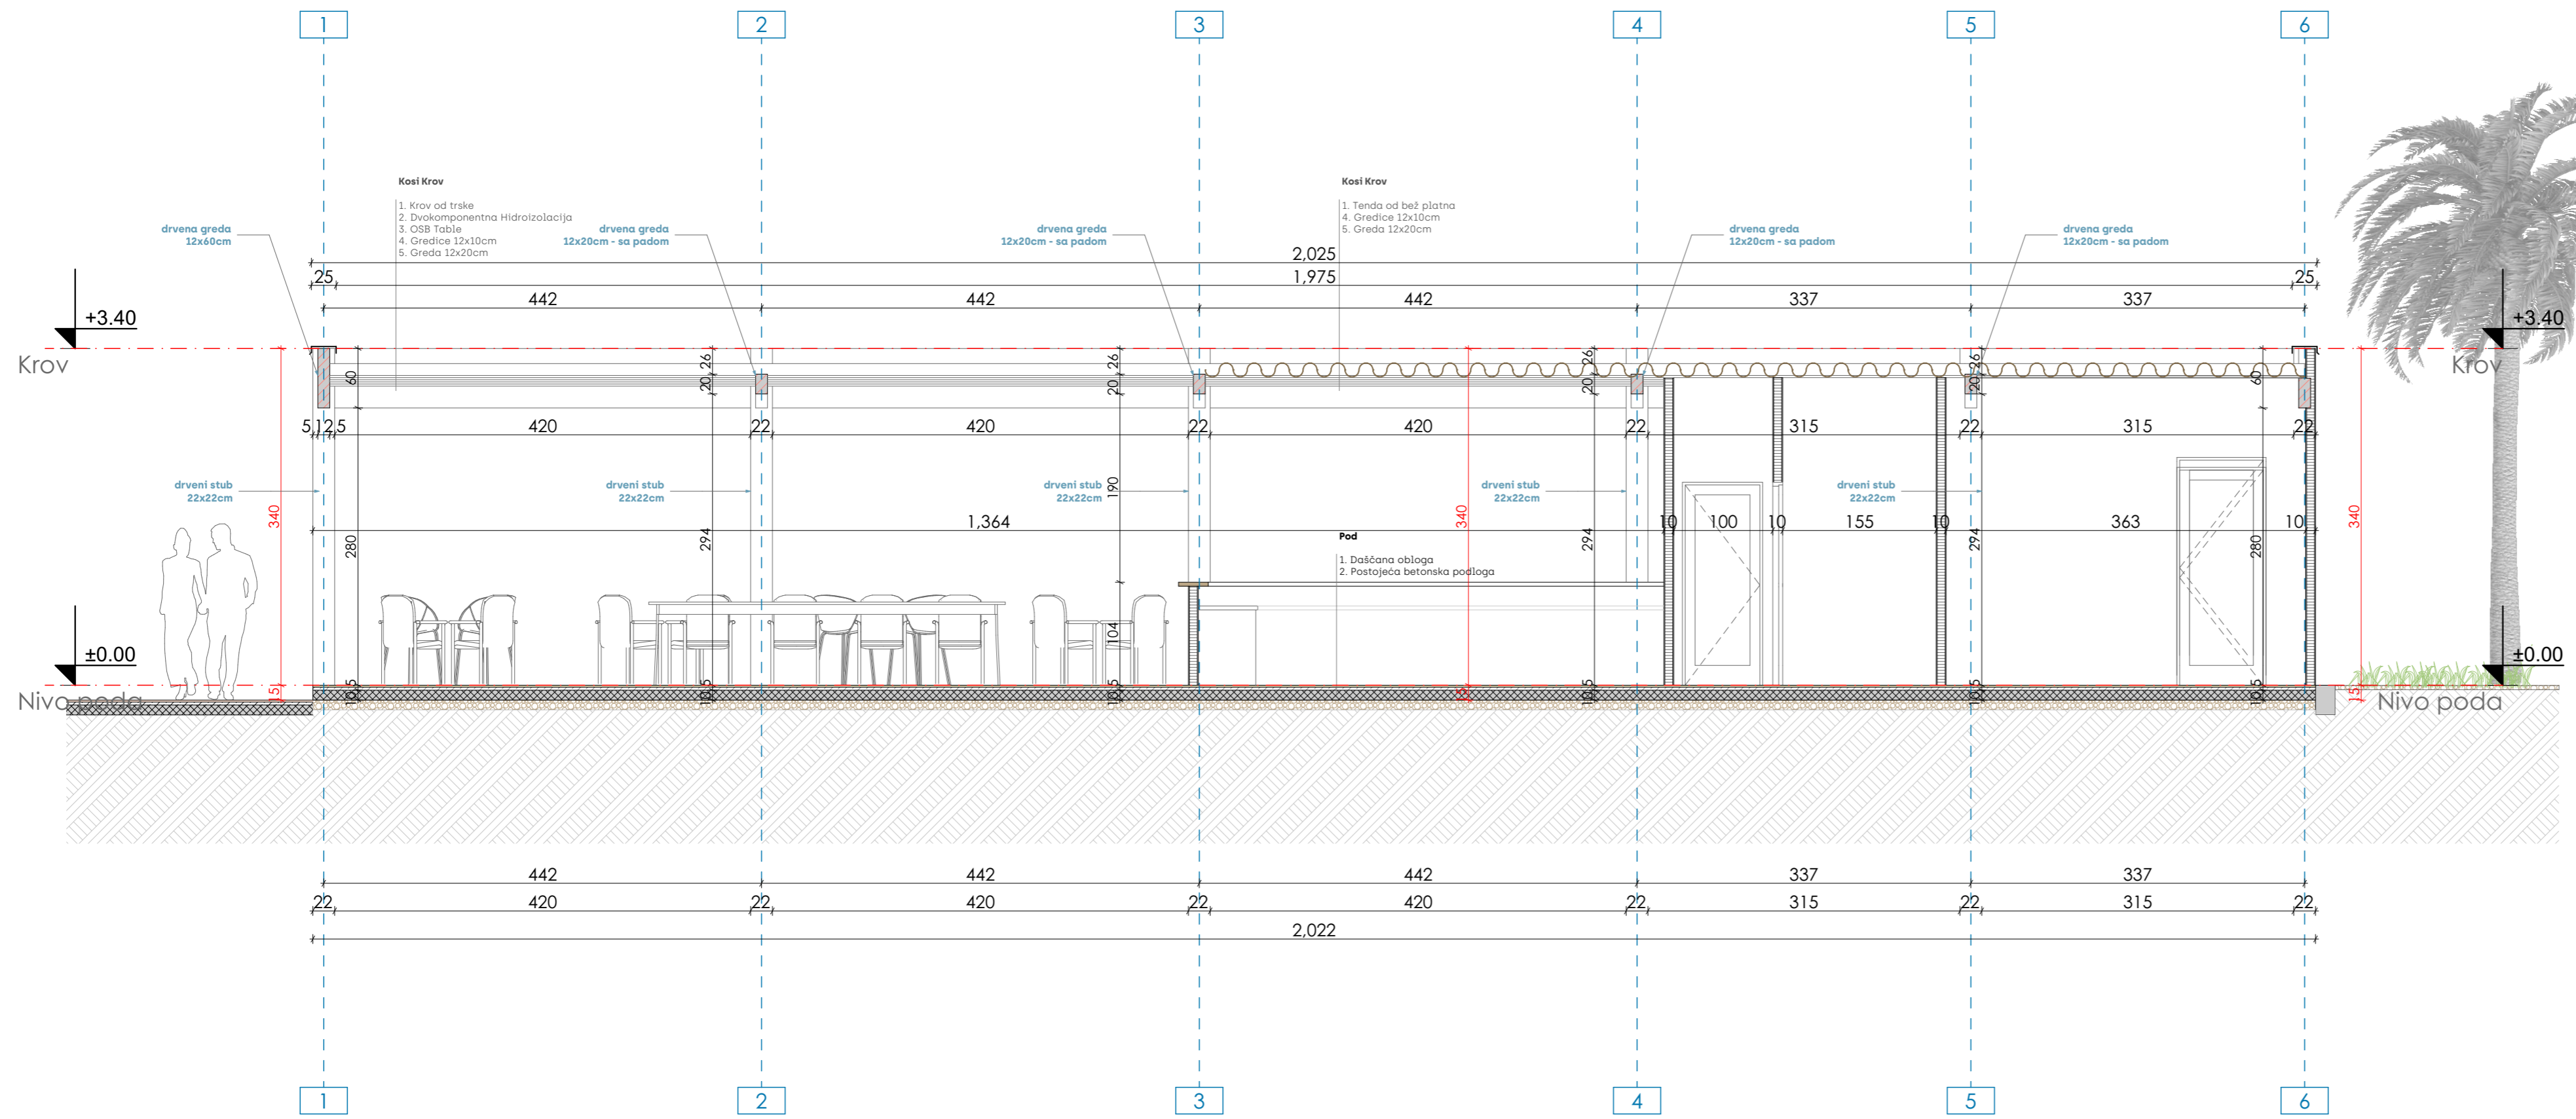 1
2
3
4
5
6
Kosi Krov
1. Krov od trske
2. Dvokomponentna Hidroizolacija
3. OSB Table
4. Gredice 12x10cm
5. Greda 12x20cm
Kosi Krov
1. Tenda od bež platna
4. Gredice 12x10cm
5. Greda 12x20cm
drvena greda
12x60cm
drvena greda
12x20cm - sa padom
drvena greda
12x20cm - sa padom
drvena greda
12x20cm - sa padom
drvena greda
12x20cm - sa padom
2,025
25
1,975
25
442
442
442
337
337
+3.40
Krov
+3.40
Krov
60
26
20
26
20
26
20
26
20
60
5
12
5
420
22
420
22
420
22
315
22
315
22
drveni stub
22x22cm
drveni stub
22x22cm
drveni stub
22x22cm
drveni stub
22x22cm
drveni stub
22x22cm
340
280
294
190
340
294
294
280
340
1,364
10
100
10
155
10
363
10
Pod
1. Daščana obloga
2. Postojeća betonska podloga
104
±0.00
Nivo poda
±0.00
Nivo poda
15
10,5
10,5
10,5
15
10,5
10,5
10,5
15
442
442
442
337
337
22
420
22
420
22
420
22
315
22
315
22
2,022
1
2
3
4
5
6